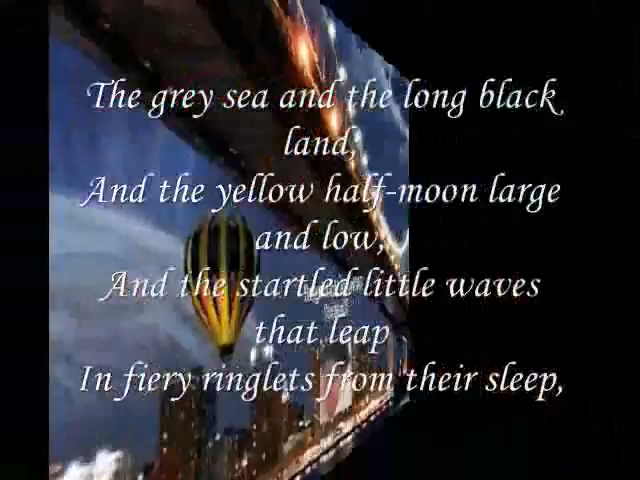 The grey sea and the long black
land,
And the yellow half-moon large
and low;
And the startled little waves
that leap
In fiery ringlets from their sleep,